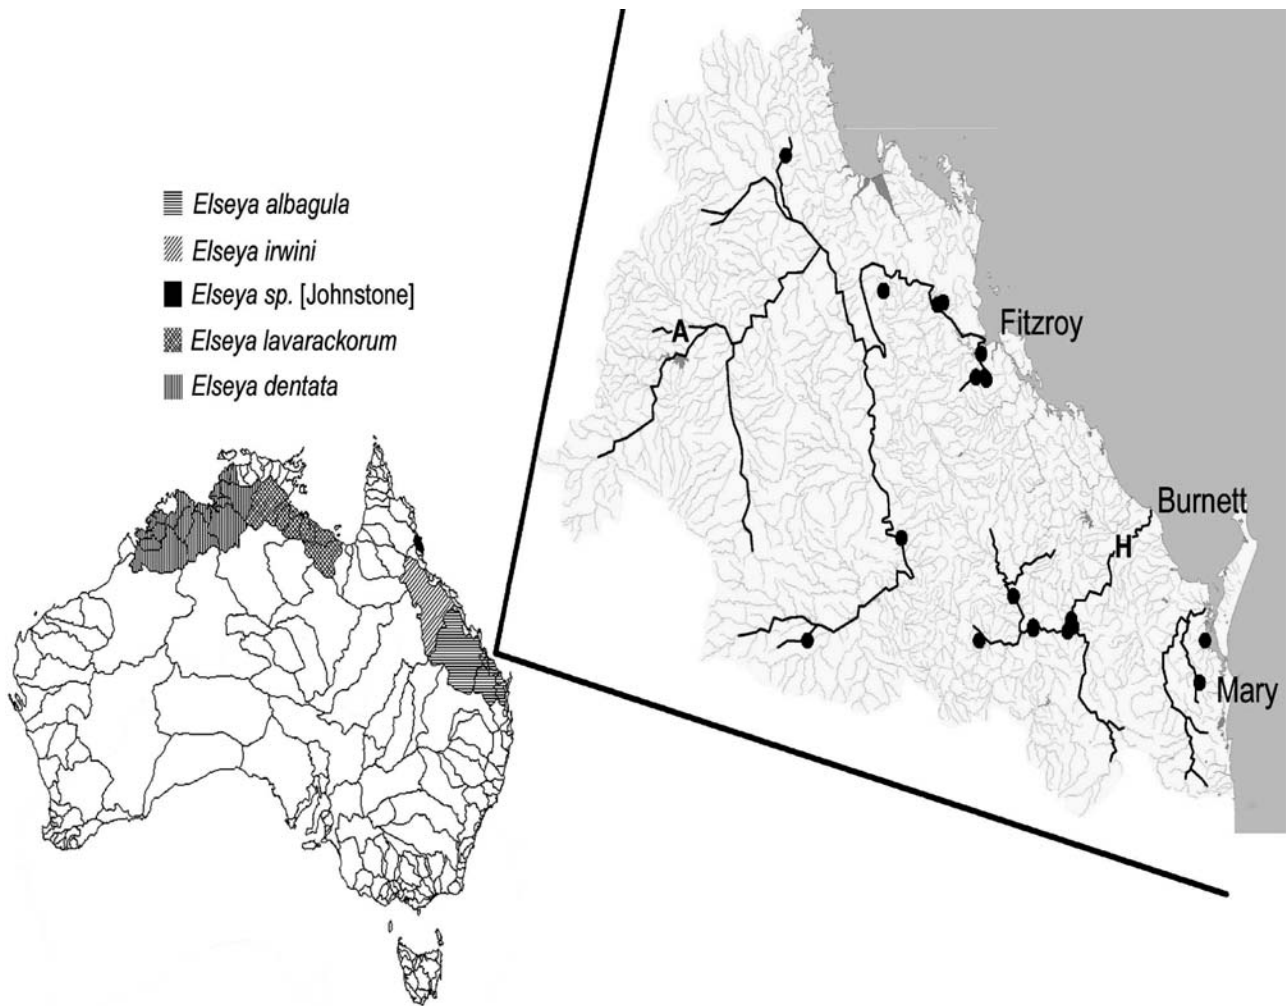 Elseya albagula
Elseya irwini
Elseya sp. [Johnstone]
Elseya lavarackorum
Elseya dentata
A
Fitzroy
Burnett
H
Mary